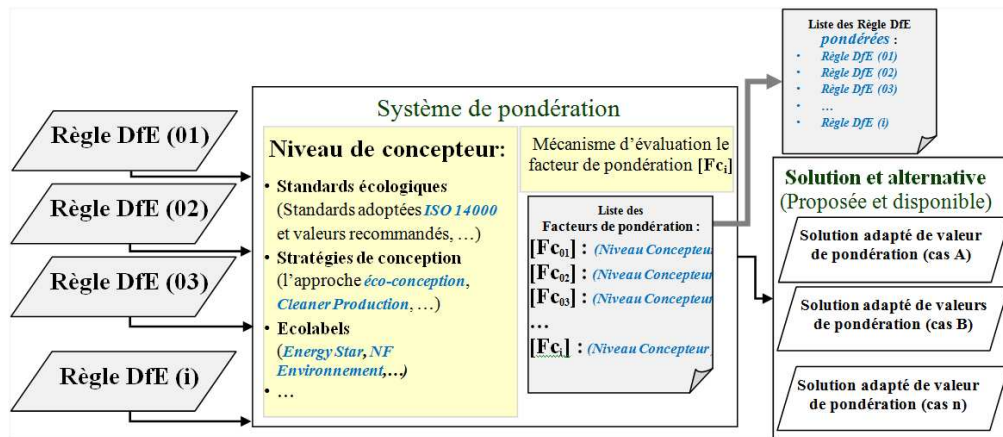 Règle DfE (01)
Règle DfE (02)
Règle DfE (03)
Règle DfE (i)
Système de pondération
Niveau de concepteur:
• Standards écologiques
(Standards adoptées ISO 14000
et valeurs recommandés, …)
• Stratégies de conception
(l’approche éco-conception,
Cleaner Production, …)
• Ecolabels
(Energy Star, NF
Environnement,…)
• …
Mécanisme d’évaluation le
facteur de pondération [Fci]
Liste des
Facteurs de pondération :
[Fc01] : (Niveau Concepteur
[Fc02] : (Niveau Concepteur
[Fc03] : (Niveau Concepteur
…
[Fci] : (Niveau Concepteur
Liste des Règle DfE
pondérées :
• Règle DfE (01)
• Règle DfE (02)
• Règle DfE (03)
• …
• Règle DfE (i)
Solution et alternative
(Proposée et disponible)
Solution adapté de valeur
de pondération (cas A)
Solution adapté de valeurs
de pondération (cas B)
Solution adapté de valeur
de pondération (cas n)